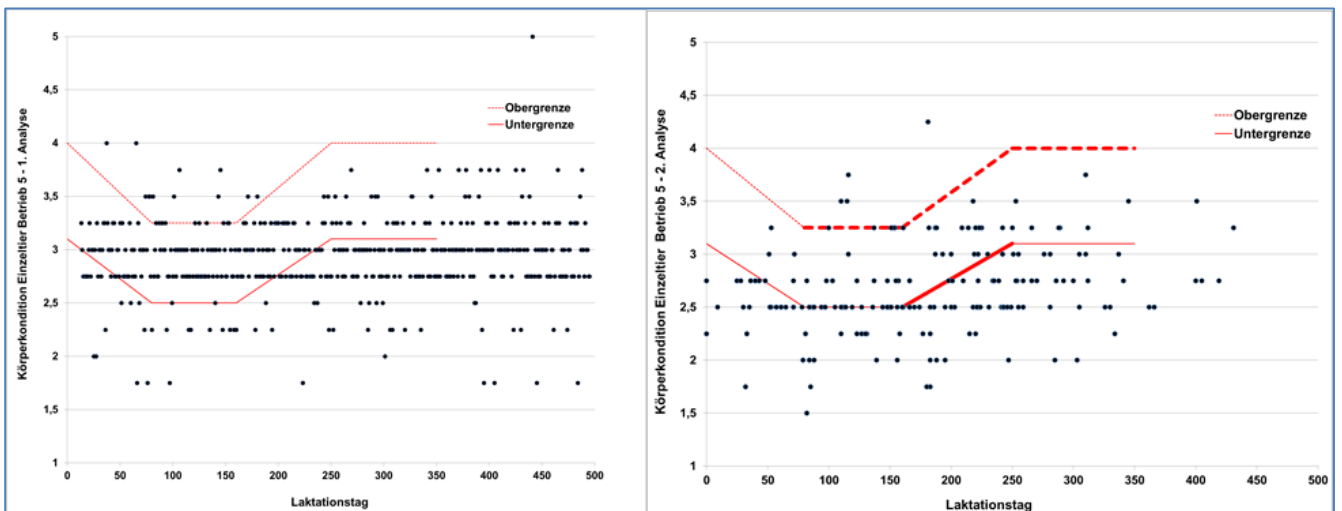 Körperkondition Einzeltier Betrieb 5 - 1. Analyse
5
4,5
4
3,5
3
2,5
2
1,5
1
Obergrenze
Untergrenze
0 50 100 150 200 250 300 350 400 450 500
Laktationstag
Körperkondition Einzeltier Betrieb 5 - 2. Analyse
5
4,5
4
3,5
3
2,5
2
1,5
1
Obergrenze
Untergrenze
0 50 100 150 200 250 300 350 400 450 500
Laktationstag